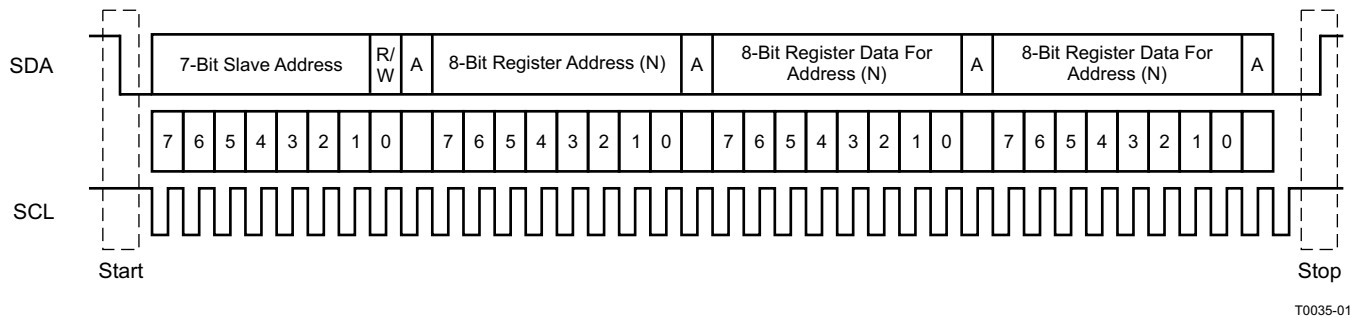 SDA
7-Bit Slave Address
R/
W
A
8-Bit Register Address (N)
A
8-Bit Register Data For
Address (N)
A
8-Bit Register Data For
Address (N)
A
7 6 5 4 3 2 1 0 7 6 5 4 3 2 1 0 7 6 5 4 3 2 1 0 7 6 5 4 3 2 1 0
SCL
Start
Stop
T0035-01